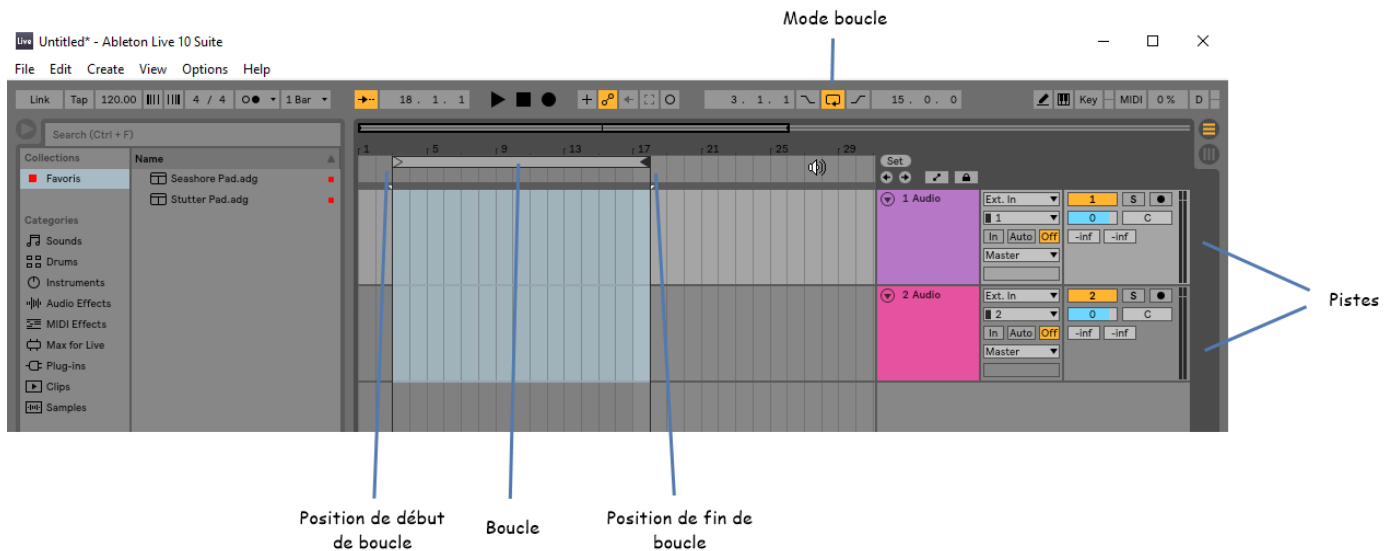 Mode boucle
Live Untitled* - Ableton Live 10 Suite
File Edit Create View Options Help
Link Tap 120.00 4 / 4 1 Bar 18 . 1 . 1 3 . 1 . 1 15 . 0 . 0 Key MIDI 0 % D
Search (Ctrl + F)
Collections Name
Favoris Seashore Pad.adg
Stutter Pad.adg
Categories
Sounds
Drums
Instruments
Audio Effects
MIDI Effects
Max for Live
Plug-ins
Clips
Samples
1 5 9 13 17 21 25 29
Set
1 Audio Ext. In 1 S
1 0 C
In Auto Off -inf -inf
Master
2 Audio Ext. In 2 S
2 0 C
In Auto Off -inf -inf
Master
Pistes
Position de début
de boucle
Boucle
Position de fin de
boucle